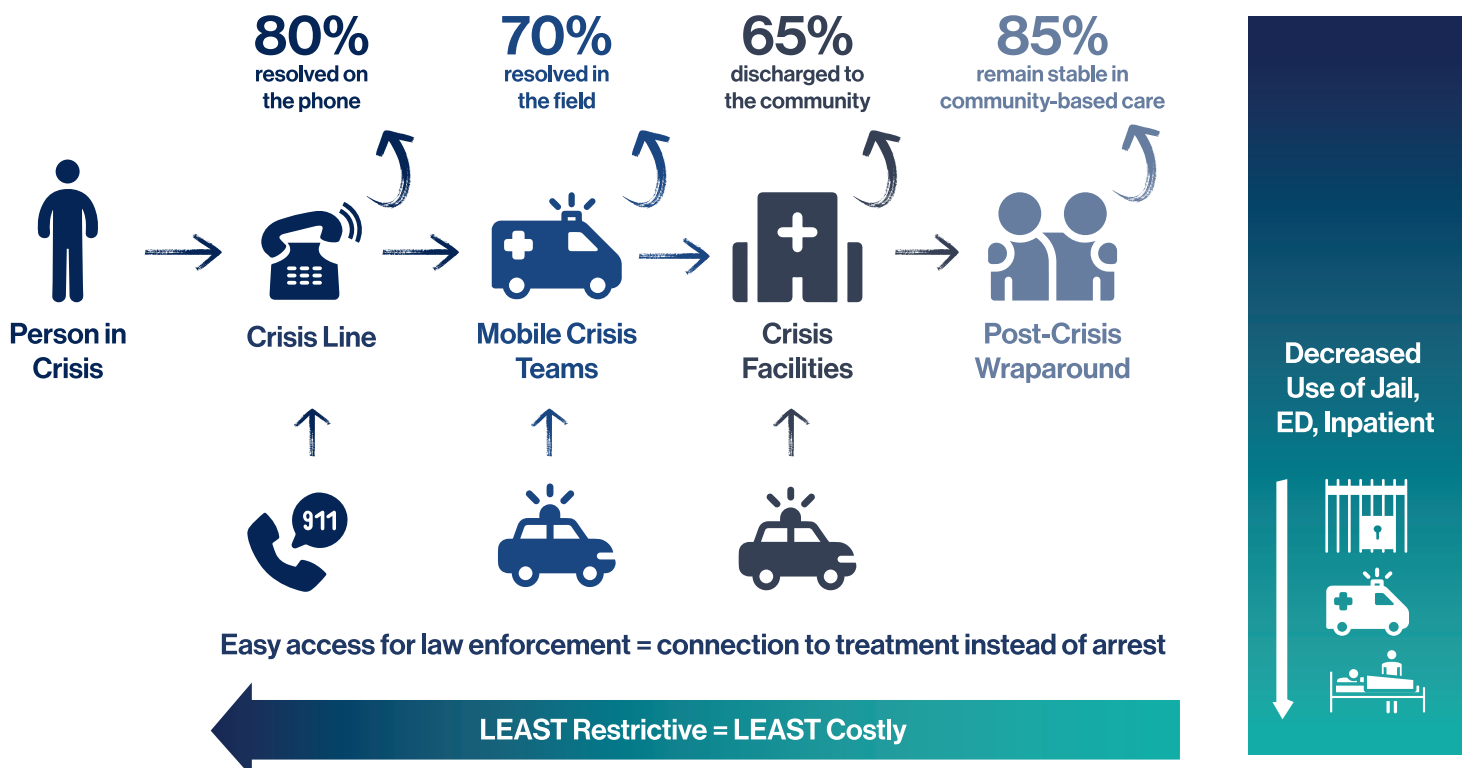 80%
resolved on
the phone
70%
resolved in
the field
65%
discharged to
the community
85%
remain stable in
community-based care
Person in
Crisis
Crisis Line
Mobile Crisis
Teams
Crisis
Facilities
Post-Crisis
Wraparound
911
Easy access for law enforcement = connection to treatment instead of arrest
LEAST Restrictive = LEAST Costly
Decreased
Use of Jail,
ED, Inpatient